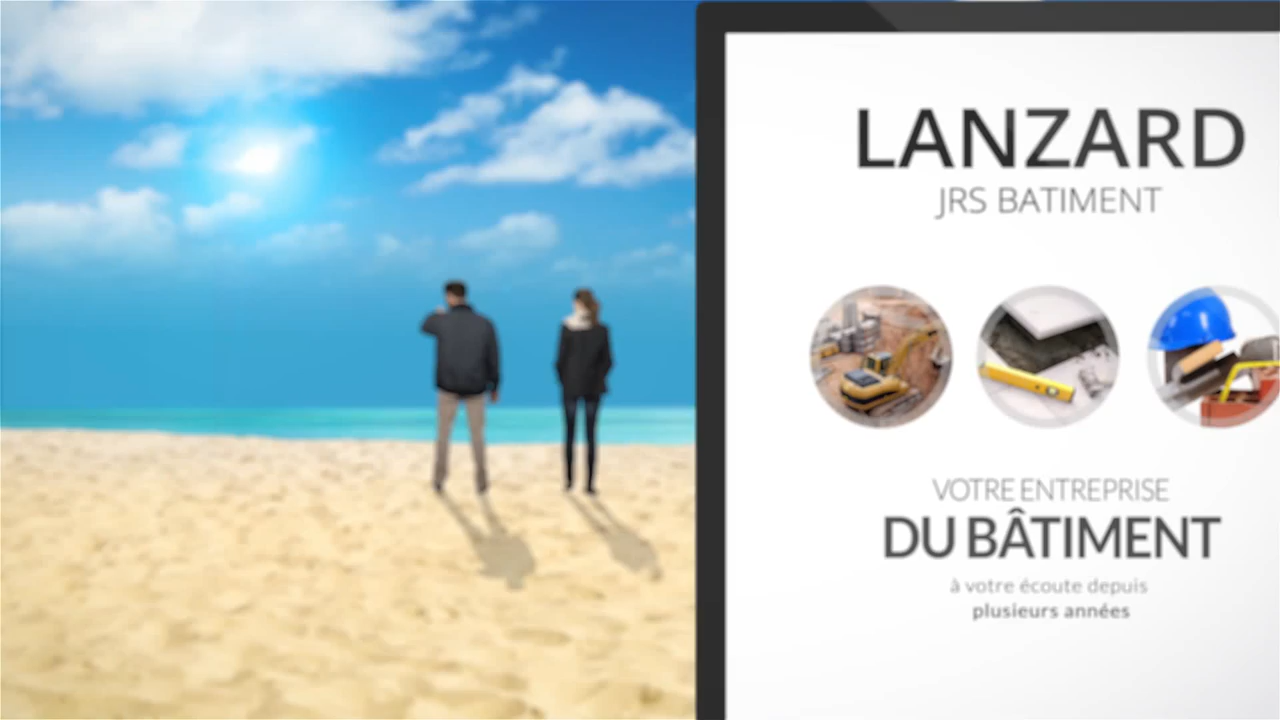 LANZARD
JRS BATIMENT
VOTRE ENTREPRISE
DU BÂTIMENT
à votre écoute depuis
plusieurs années